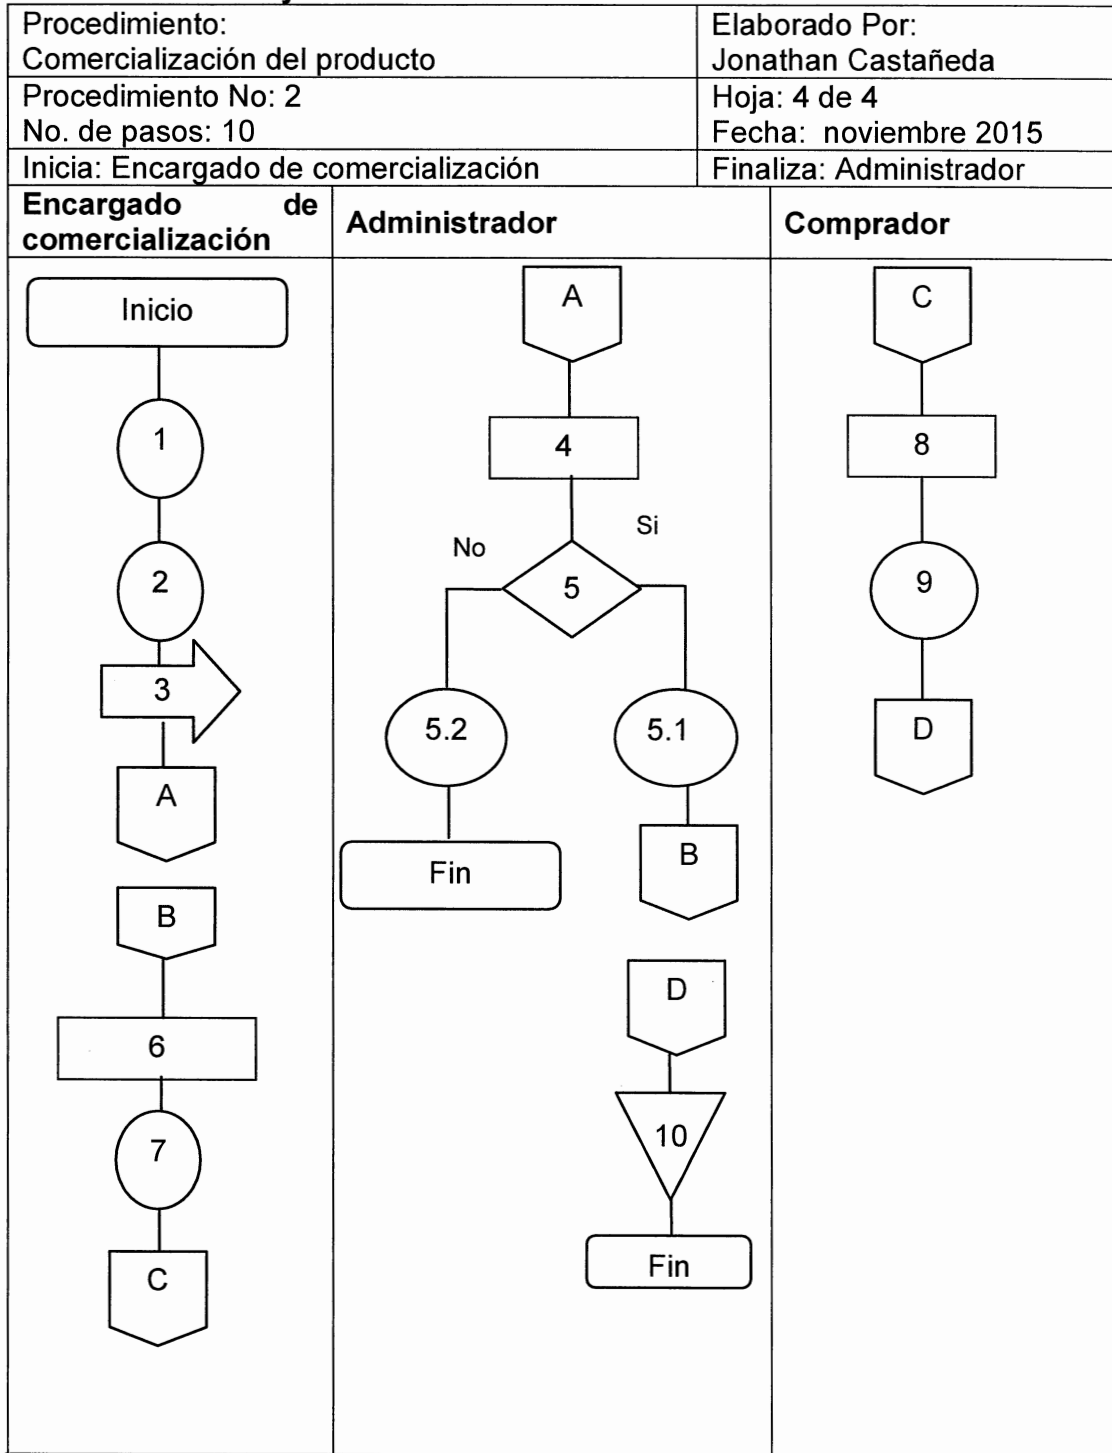 Procedimiento:
Comercialización del producto
Elaborado Por:
Jonathan Castañeda
Procedimiento No: 2
No. de pasos: 10
Hoja: 4 de 4
Fecha: noviembre 2015
Inicia: Encargado de comercialización
Finaliza: Administrador
Encargado de
comercialización
Administrador
Comprador
Inicio
1
2
3
A
B
6
7
C
A
4
No
Si
5
5.2
5.1
Fin
B
D
10
Fin
C
8
9
D